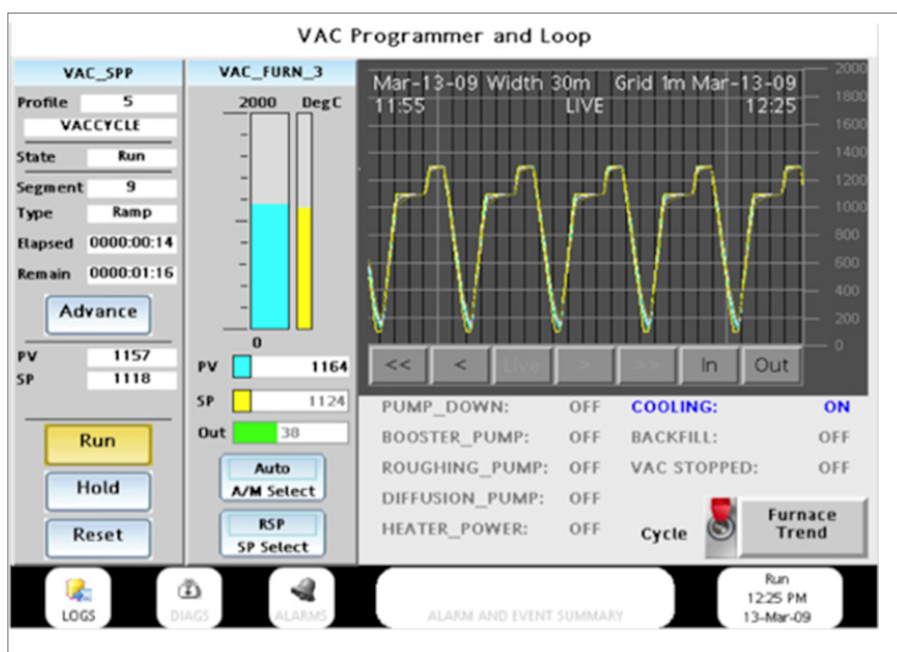 VAC Programmer and Loop
VAC_SPP
Profile 5
VACCYCLE
State Run
Segment 9
Type Ramp
Elapsed 0000:00:14
Remain 0000:01:16
Advance
PV 1157
SP 1118
Run
Hold
Reset
VAC_FURN_3
2000 DegC
0
PV 1164
SP 1124
Out 38
Auto
A/M Select
RSP
SP Select
Mar-13-09 Width 30m Grid 1m Mar-13-09
11:55 LIVE 12:25
2000
1800
1600
1400
1200
1000
800
600
400
200
0
<< < Live > >> In Out
PUMP_DOWN: OFF COOLING: ON
BOOSTER_PUMP: OFF BACKFILL: OFF
ROUGHING_PUMP: OFF VAC STOPPED: OFF
DIFFUSION_PUMP: OFF
HEATER_POWER: OFF Cycle
Furnace
Trend
LOGS
DIAGS
ALARMS
ALARM AND EVENT SUMMARY
Run
12:25 PM
13-Mar-09